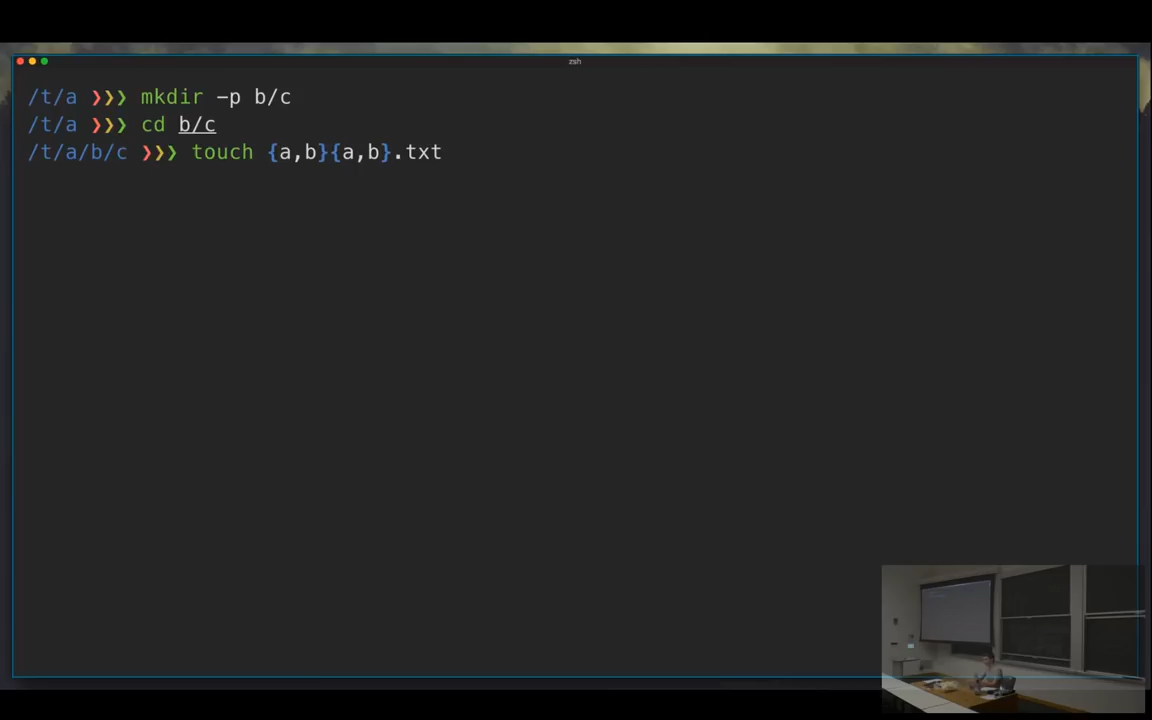 zsh
/t/a ❯❯❯ mkdir -p b/c
/t/a ❯❯❯ cd b/c
/t/a/b/c ❯❯❯ touch {a,b}{a,b}.txt